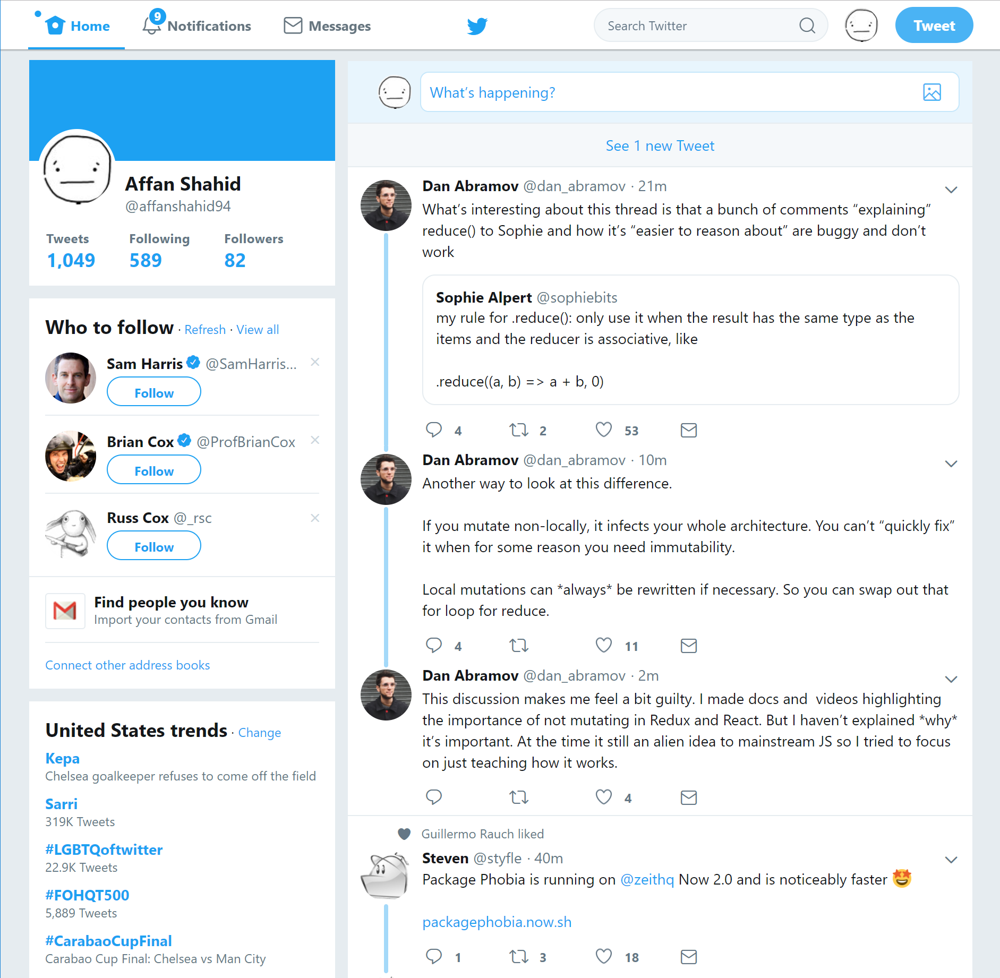 Home
9
Notifications
Messages
Search Twitter
Tweet
Affan Shahid
@affanshahid94
Tweets Following Followers
1,049 589 82
Who to follow · Refresh · View all
Sam Harris @SamHarris...
Follow
Brian Cox @ProfBrianCox
Follow
Russ Cox @_rsc
Follow
Find people you know
Import your contacts from Gmail
Connect other address books
United States trends · Change
Kepa
Chelsea goalkeeper refuses to come off the field
Sarri
319K Tweets
#LGBTQoftwitter
22.9K Tweets
#FOHQT500
5,889 Tweets
#CarabaoCupFinal
Carabao Cup Final: Chelsea vs Man City
What’s happening?
See 1 new Tweet
Dan Abramov @dan_abramov · 21m
What’s interesting about this thread is that a bunch of comments “explaining”
reduce() to Sophie and how it’s “easier to reason about” are buggy and don’t
work
Sophie Alpert @sophiebits
my rule for .reduce(): only use it when the result has the same type as the
items and the reducer is associative, like
.reduce((a, b) => a + b, 0)
4 2 53
Dan Abramov @dan_abramov · 10m
Another way to look at this difference.
If you mutate non-locally, it infects your whole architecture. You can’t “quickly fix”
it when for some reason you need immutability.
Local mutations can *always* be rewritten if necessary. So you can swap out that
for loop for reduce.
4 11
Dan Abramov @dan_abramov · 2m
This discussion makes me feel a bit guilty. I made docs and  videos highlighting
the importance of not mutating in Redux and React. But I haven’t explained *why*
it’s important. At the time it still an alien idea to mainstream JS so I tried to focus
on just teaching how it works.
4
Guillermo Rauch liked
Steven @styfle · 40m
Package Phobia is running on @zeithq Now 2.0 and is noticeably faster 🤩
packagephobia.now.sh
1 3 18